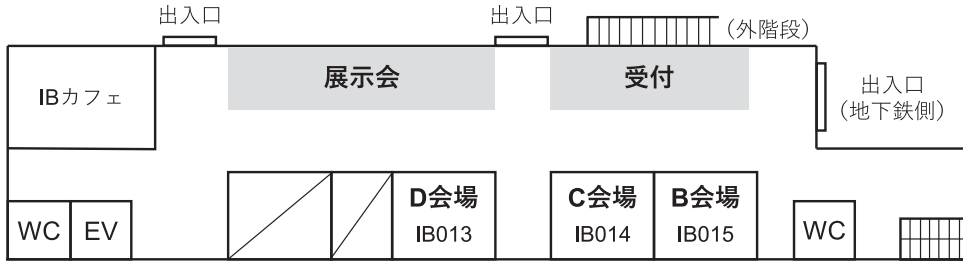 出入口
出入口
(外階段)
展示会
受付
IBカフェ
出入口
(地下鉄側)
D会場
IB013
C会場
IB014
B会場
IB015
WC
EV
WC